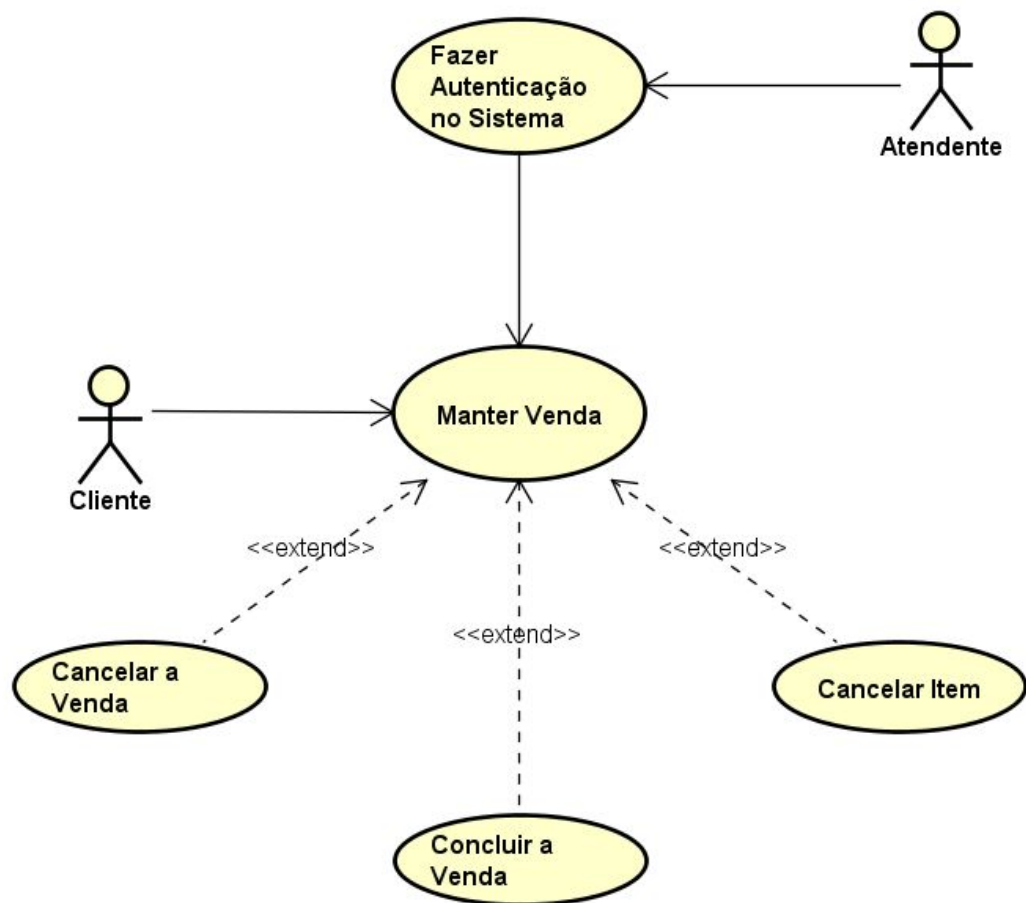 Fazer
Autenticação
no Sistema
Atendente
Manter Venda
Cliente
<<extend>>
<<extend>>
<<extend>>
Cancelar a
Venda
Cancelar Item
Concluir a
Venda